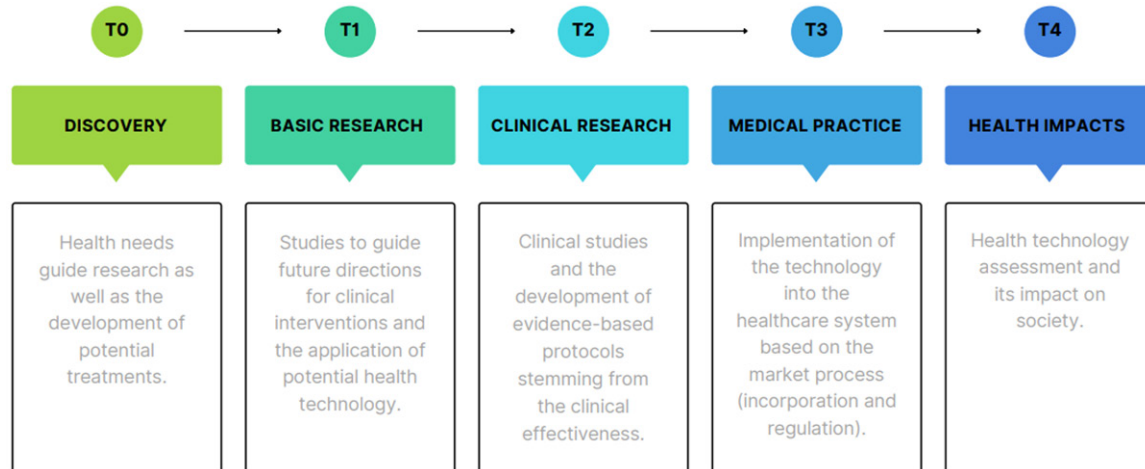 T0
T1
T2
T3
T4
DISCOVERY
BASIC RESEARCH
CLINICAL RESEARCH
MEDICAL PRACTICE
HEALTH IMPACTS
Health needs
guide research as
well as the
development of
potential
treatments.
Studies to guide
future directions
for clinical
interventions and
the application of
potential health
technology.
Clinical studies
and the
development of
evidence-based
protocols
stemming from
the clinical
effectiveness.
Implementation of
the technology
into the
healthcare system
based on the
market process
(incorporation and
regulation).
Health technology
assessment and
its impact on
society.